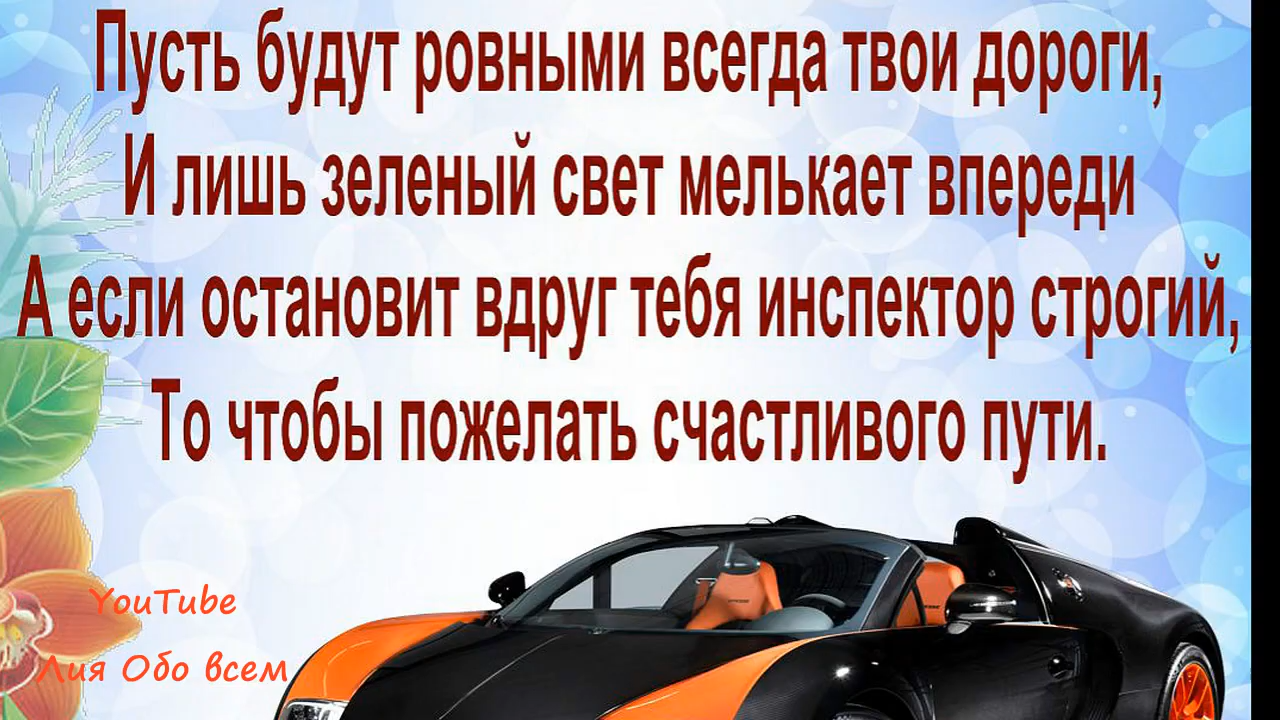 Пусть будут ровными всегда твои дороги,
И лишь зеленый свет мелькает впереди
А если остановит вдруг тебя инспектор строгий,
То чтобы пожелать счастливого пути.
YouTube
Лия Обо всем